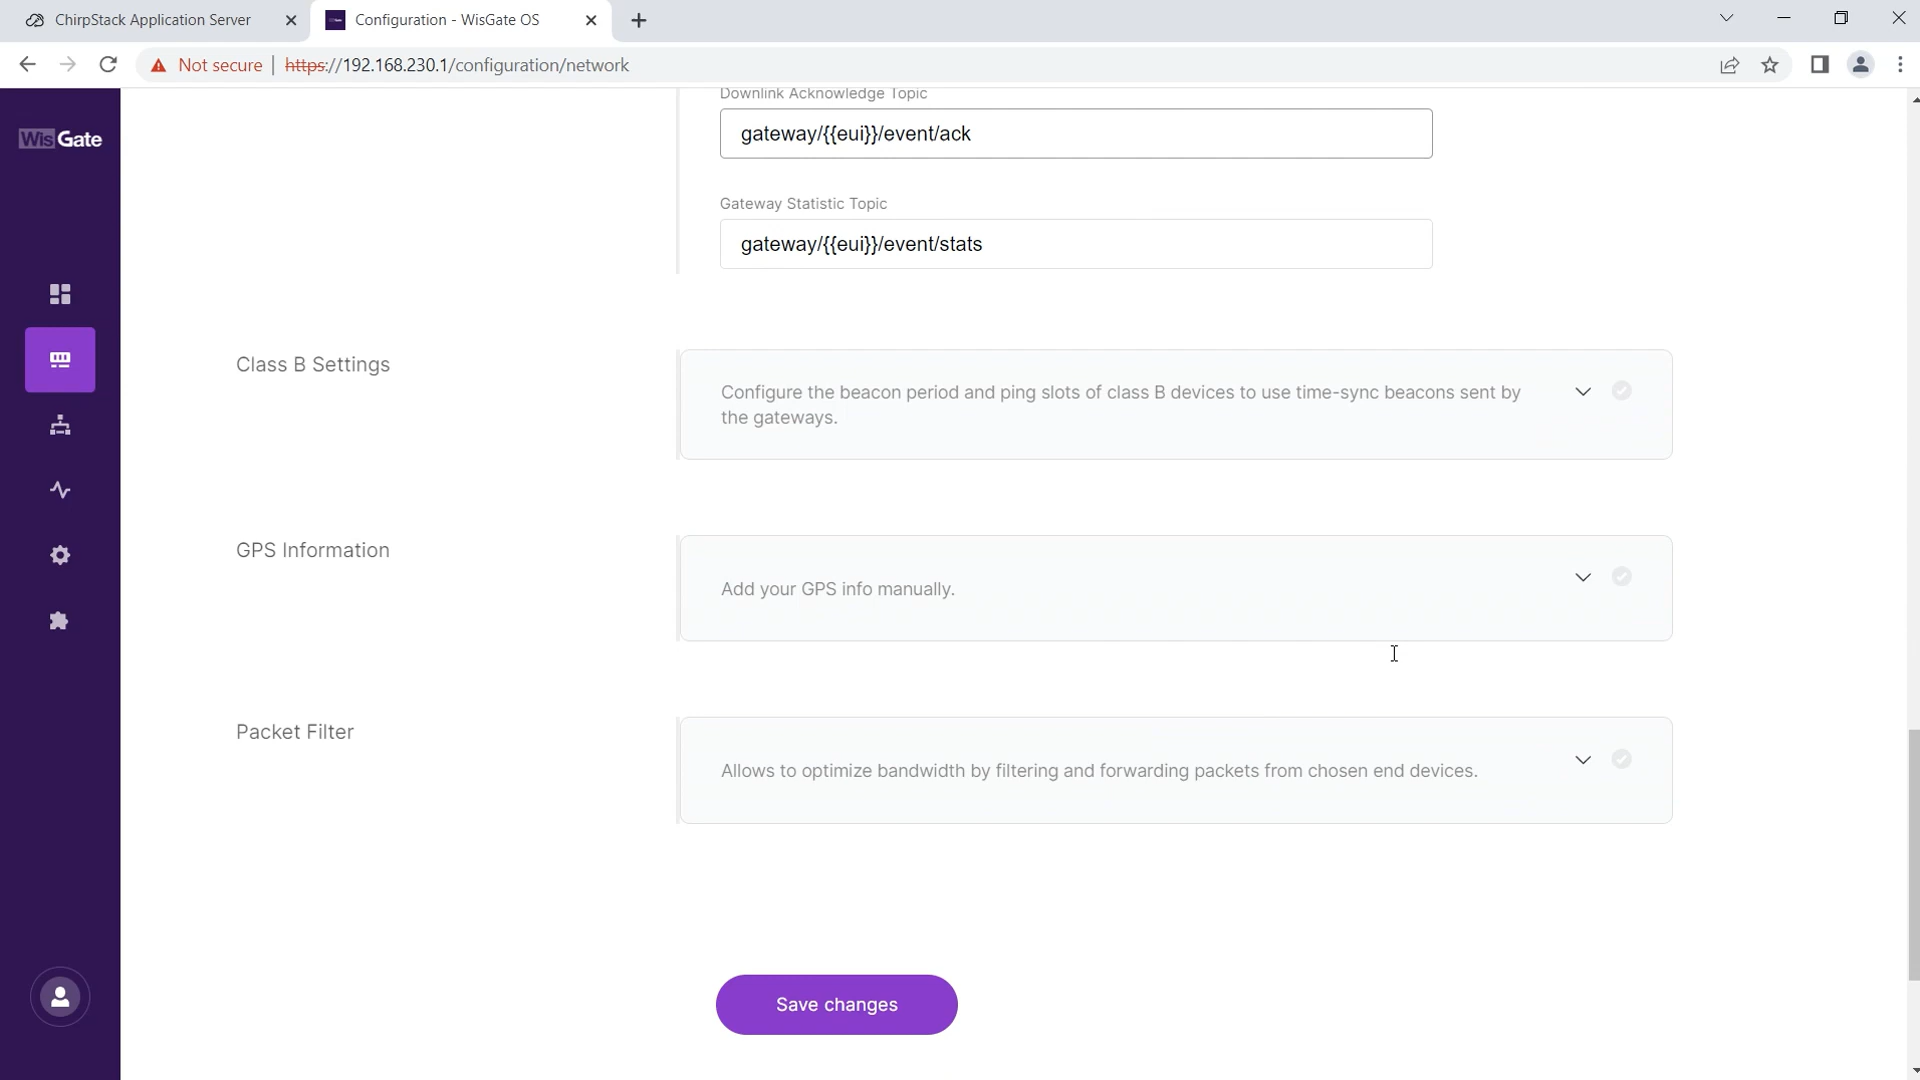 ChirpStack Application Server
Configuration - WisGate OS
Not secure
https://192.168.230.1/configuration/network
WisGate
Downlink Acknowledge Topic
gateway/{{eui}}/event/ack
Gateway Statistic Topic
gateway/{{eui}}/event/stats
Class B Settings
Configure the beacon period and ping slots of class B devices to use time-sync beacons sent by
the gateways.
GPS Information
Add your GPS info manually.
Packet Filter
Allows to optimize bandwidth by filtering and forwarding packets from chosen end devices.
Save changes